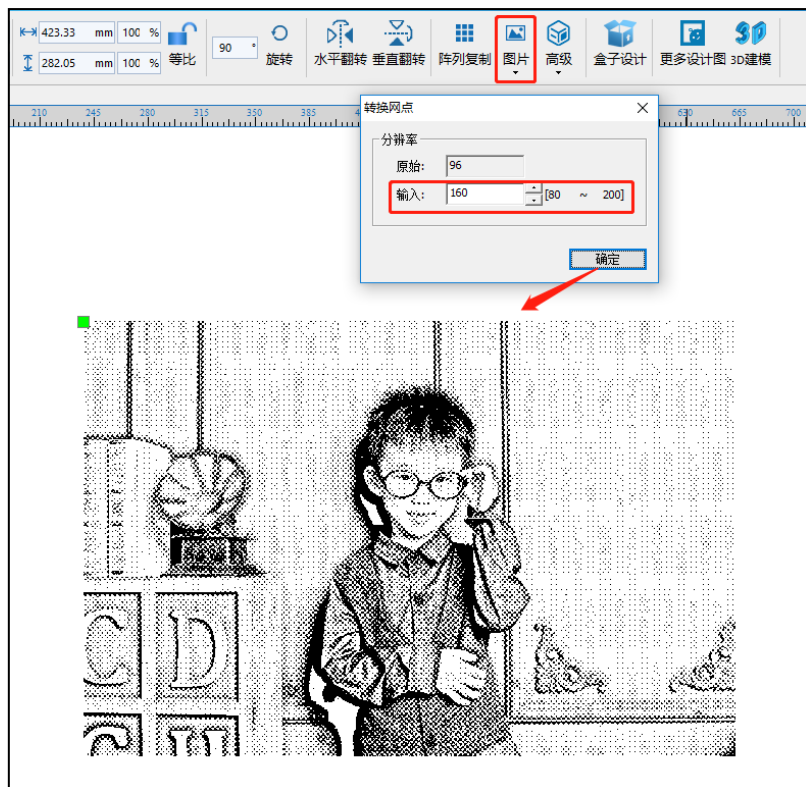 423.33 mm 100 %
282.05 mm 100 %
等比
90 °
旋转
水平翻转 垂直翻转 阵列复制 图片 高级 盒子设计 更多设计图 3D建模
210 245 280 315 350 385 630 665 700
转换网点
分辨率
原始: 96
输入: 160 [80 ~ 200]
确定
C D